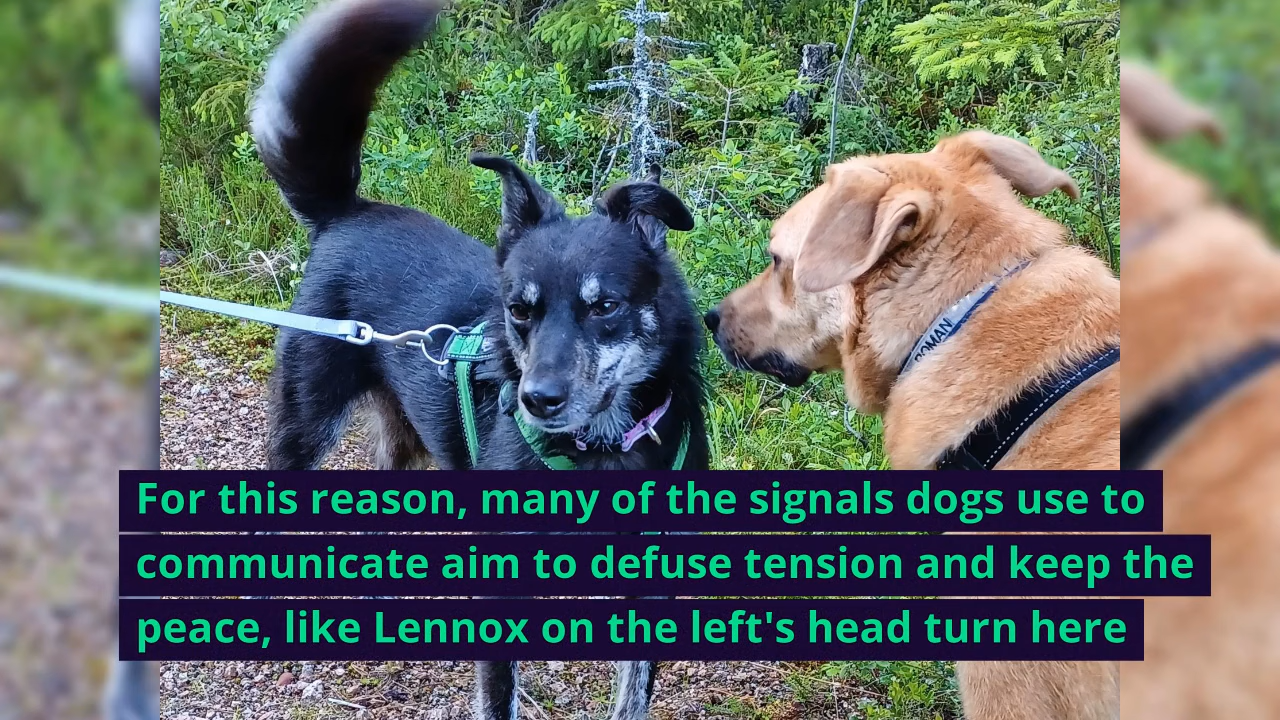 ROMAN
For this reason, many of the signals dogs use to
communicate aim to defuse tension and keep the
peace, like Lennox on the left's head turn here